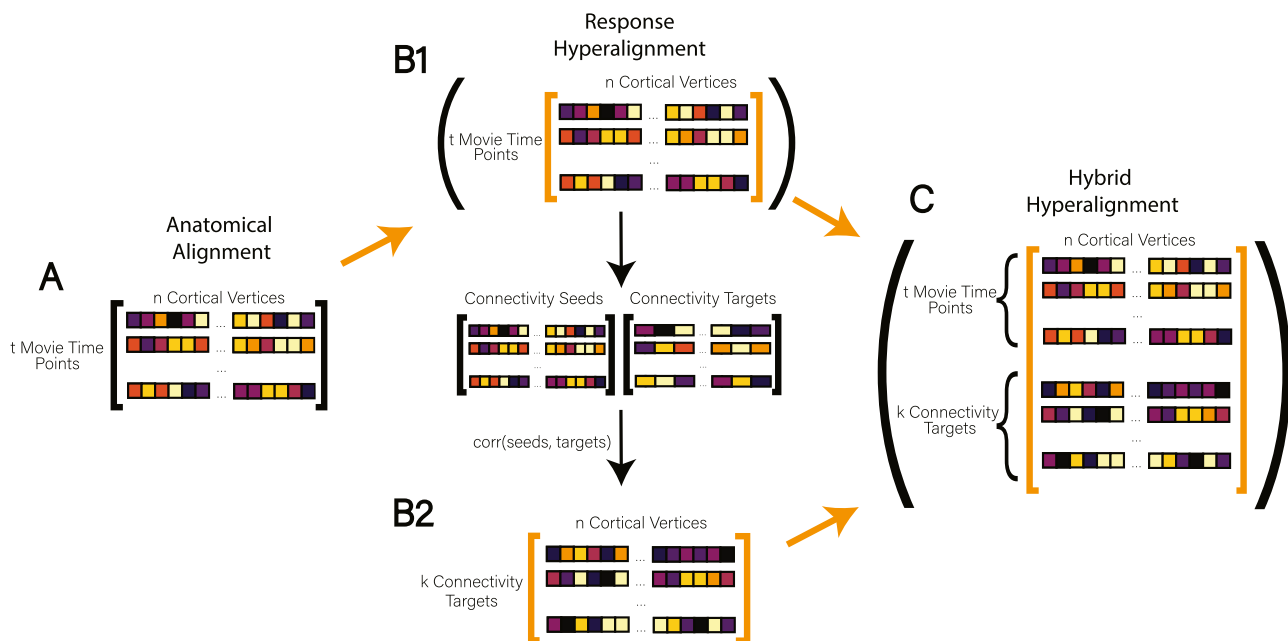 A
Anatomical
Alignment
n Cortical Vertices
t Movie Time
Points
...
...
...
B1
Response
Hyperalignment
n Cortical Vertices
t Movie Time
Points
...
...
...
...
Connectivity Seeds
...
...
...
...
Connectivity Targets
...
...
...
...
corr(seeds, targets)
B2
n Cortical Vertices
k Connectivity
Targets
...
...
...
...
C
Hybrid
Hyperalignment
n Cortical Vertices
t Movie Time
Points
...
...
...
...
k Connectivity
Targets
...
...
...
...